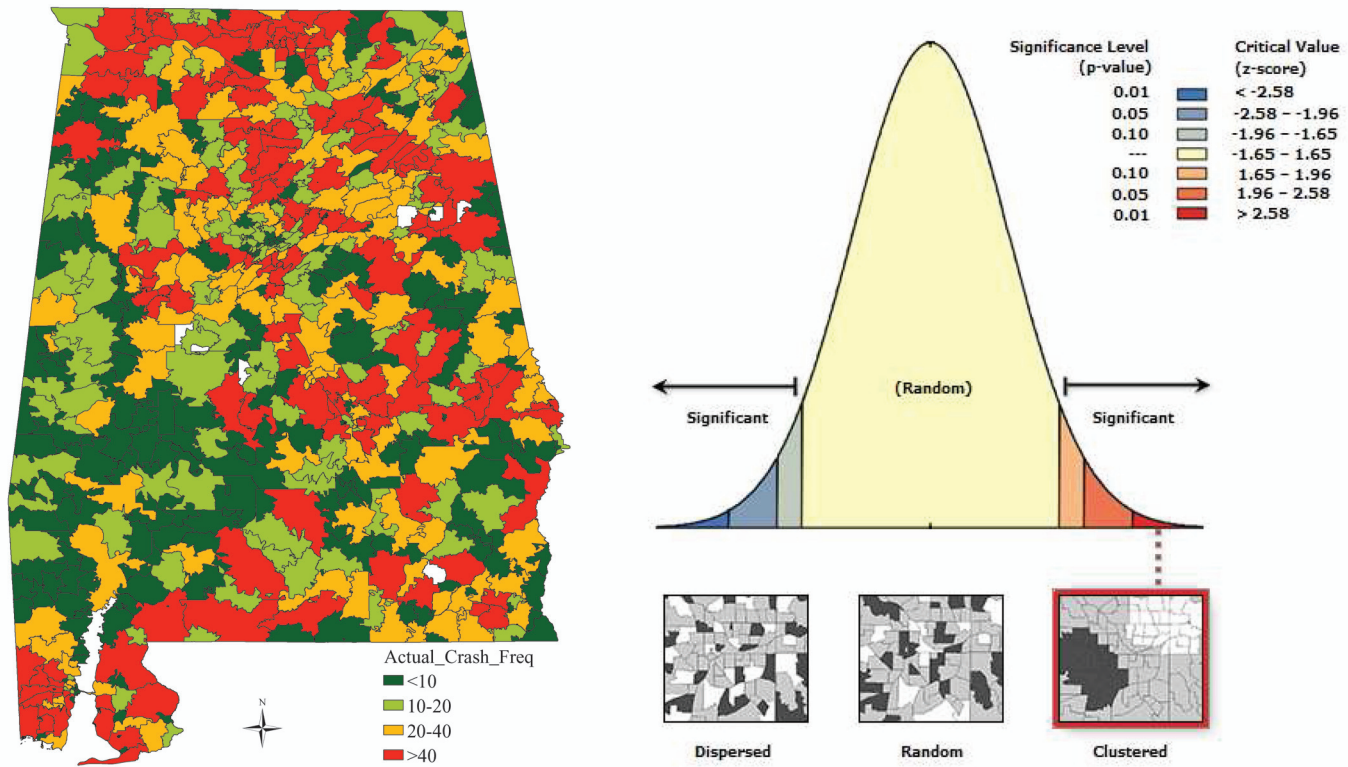 Actual_Crash_Freq
<10
10-20
20-40
>40
N
Significance Level
(p-value)
Critical Value
(z-score)
0.01 < -2.58
0.05 -2.58 – -1.96
0.10 -1.96 – -1.65
--- -1.65 – 1.65
0.10 1.65 – 1.96
0.05 1.96 – 2.58
0.01 > 2.58
(Random)
Significant
Significant
Dispersed
Random
Clustered